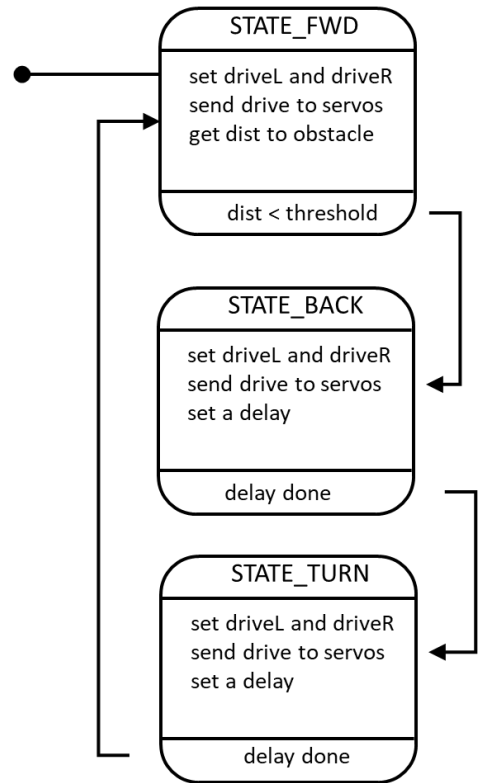 STATE_FWD
set driveL and driveR
send drive to servos
get dist to obstacle
dist < threshold
STATE_BACK
set driveL and driveR
send drive to servos
set a delay
delay done
STATE_TURN
set driveL and driveR
send drive to servos
set a delay
delay done